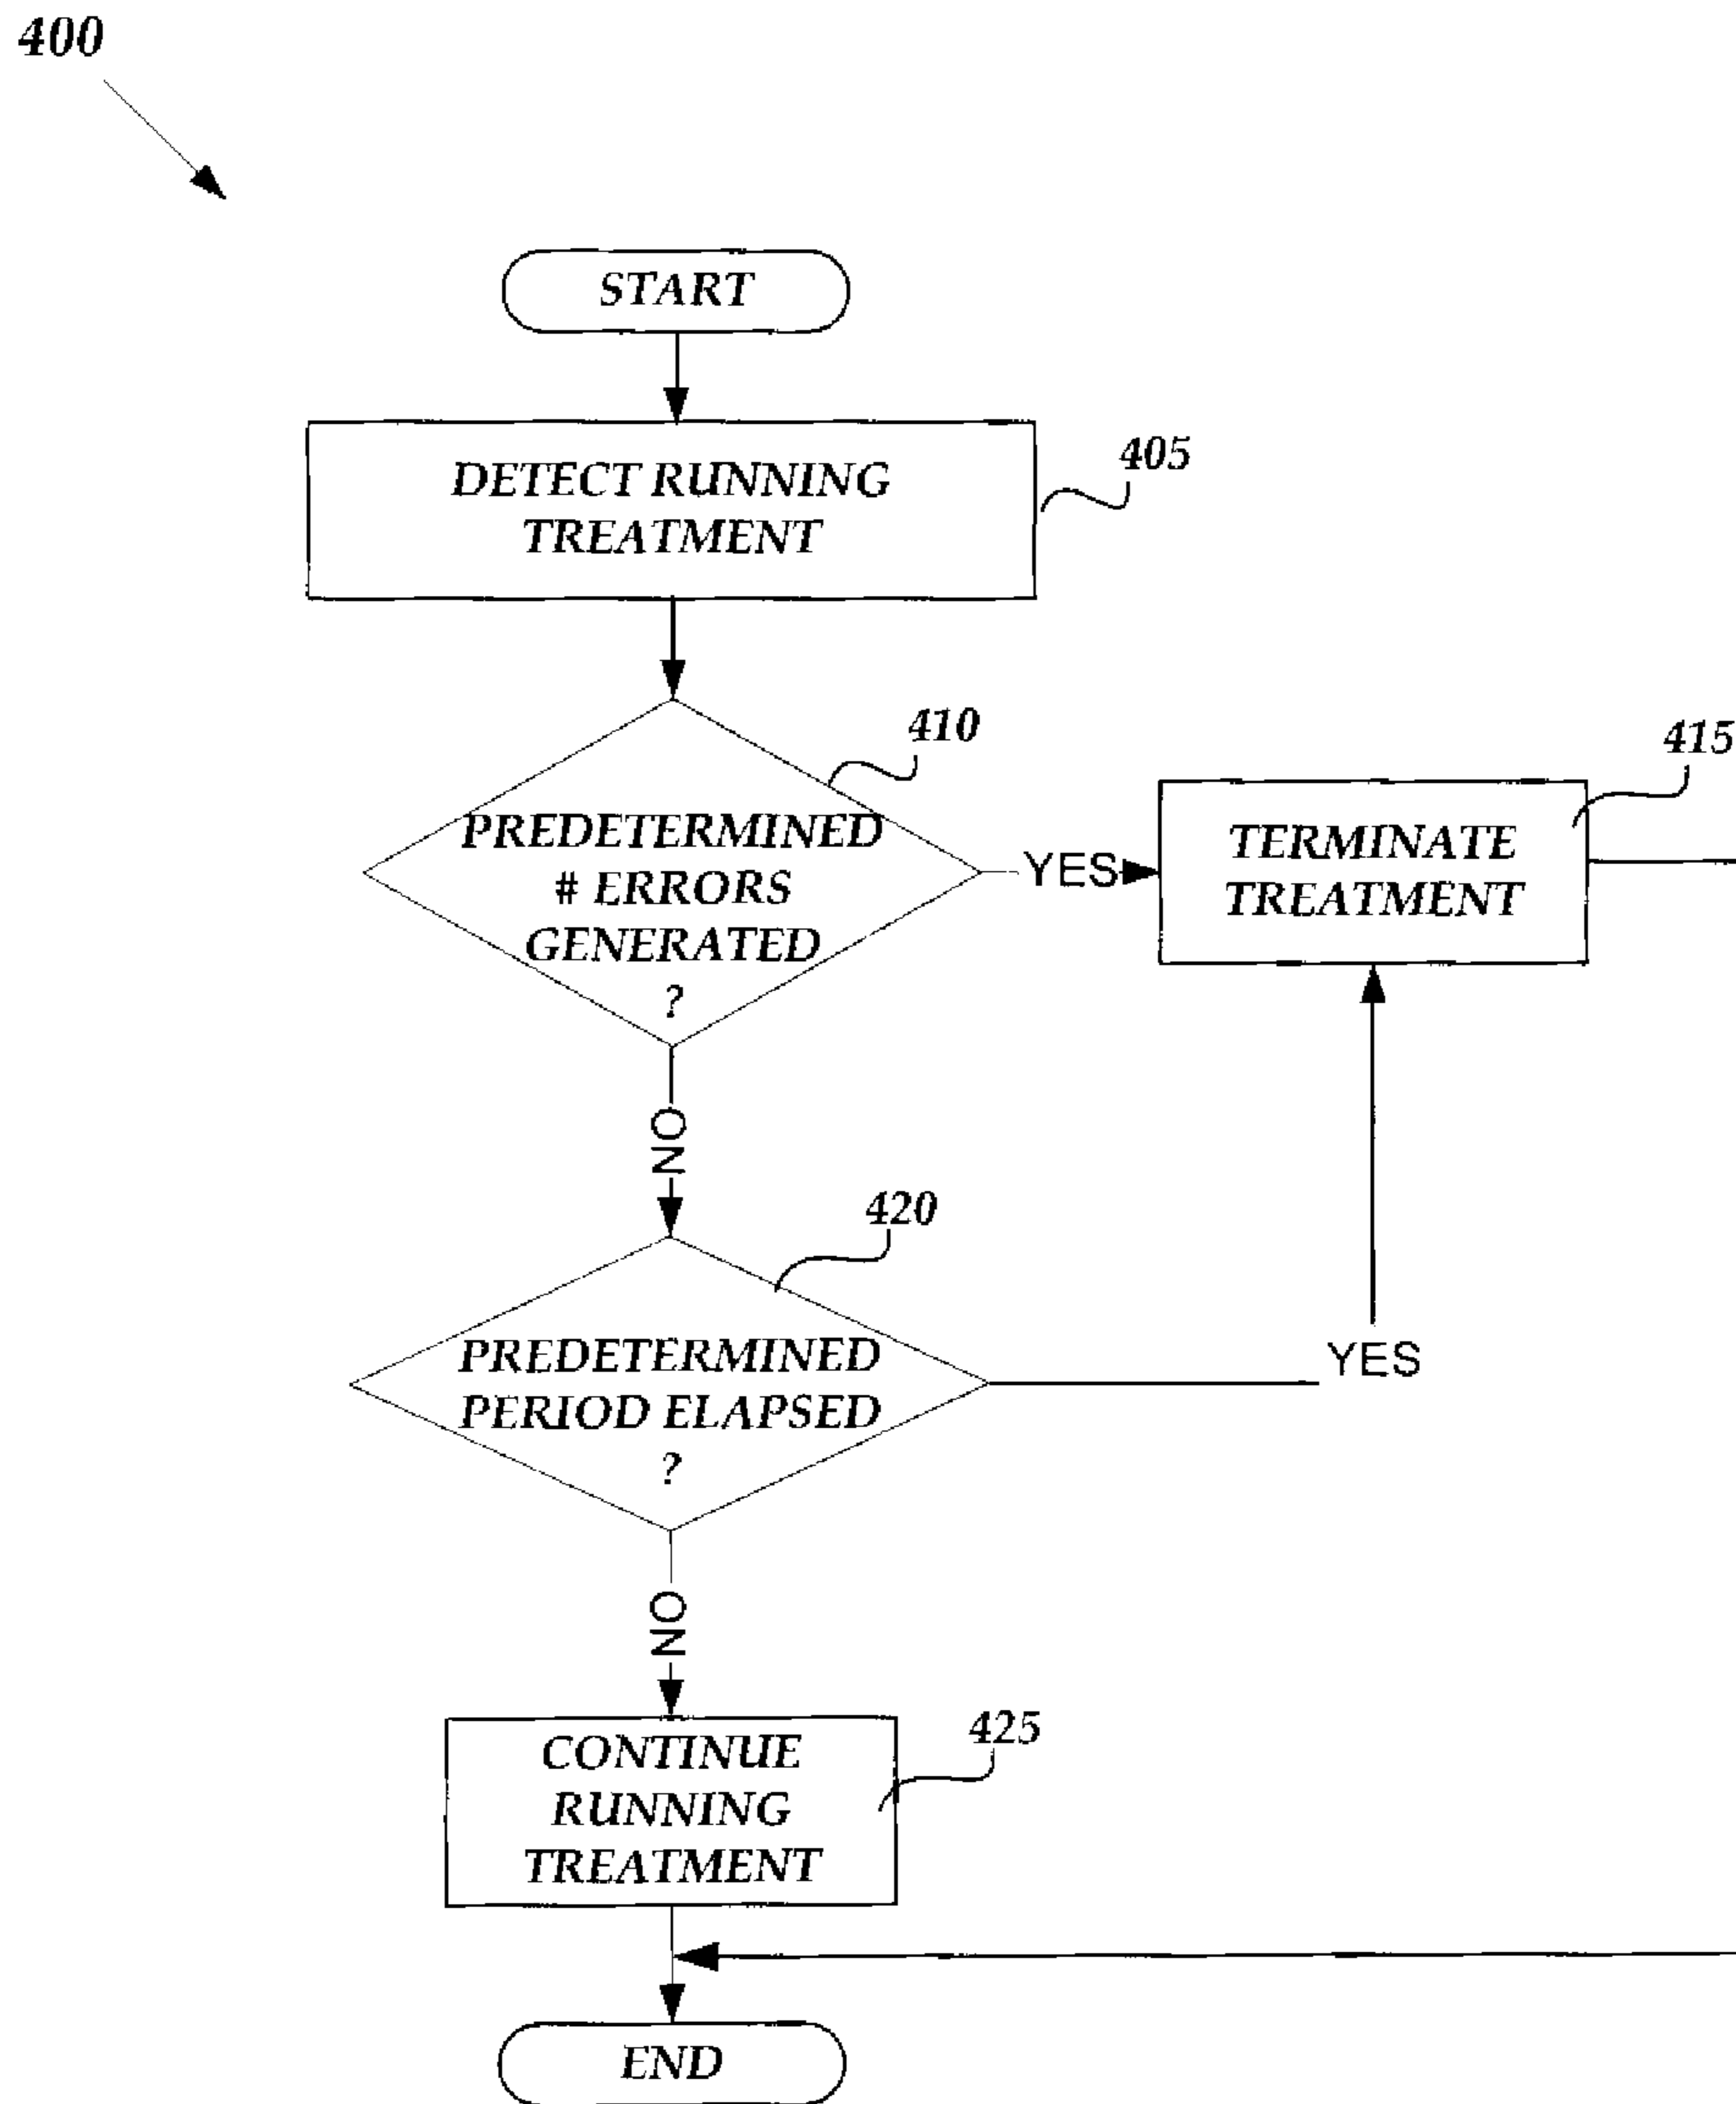 400
START
DETECT RUNNING
TREATMENT
405
410
PREDETERMINED
# ERRORS
GENERATED
?
YES
415
TERMINATE
TREATMENT
NO
420
PREDETERMINED
PERIOD ELAPSED
?
YES
NO
425
CONTINUE
RUNNING
TREATMENT
END